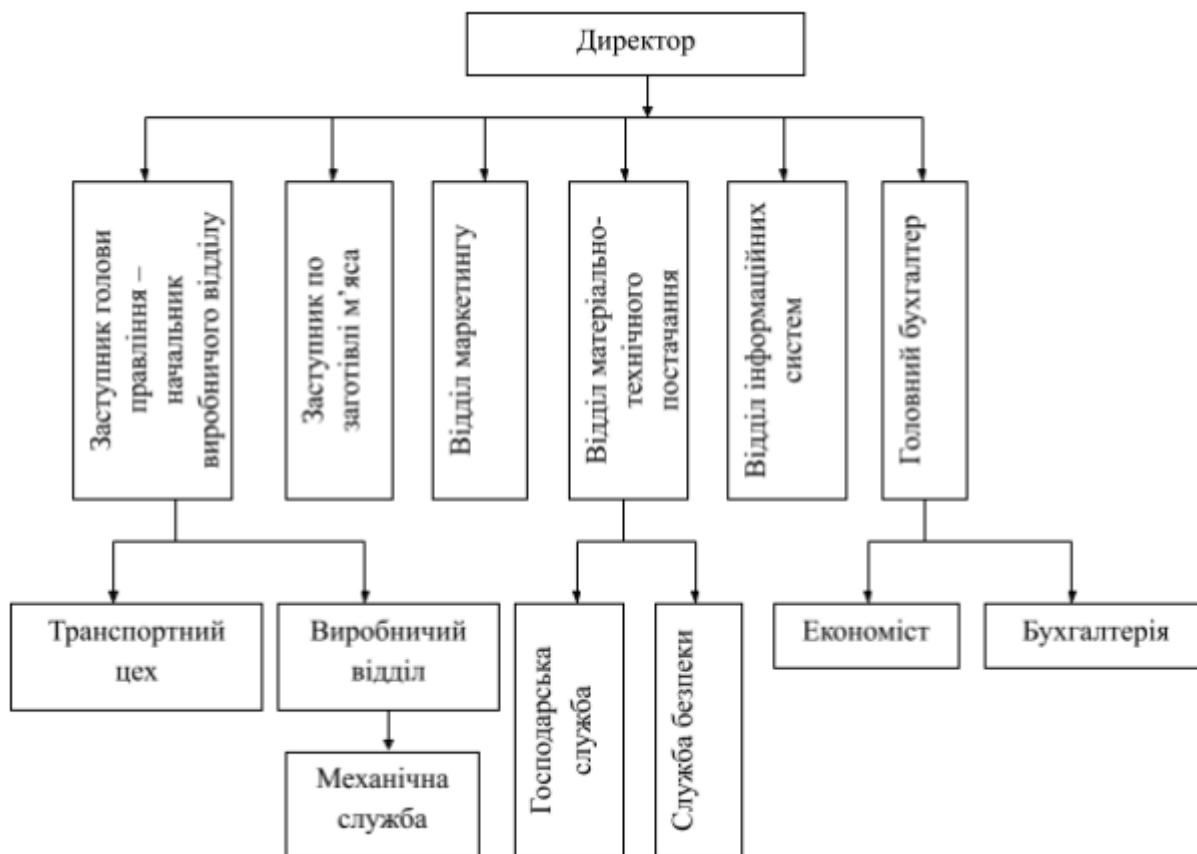 Директор
Заступник голови
правління –
начальник
виробничого відділу
Заступник по
заготівлі м’яса
Відділ маркетингу
Відділ матеріально-
технічного
постачання
Відділ інформаційних
систем
Головний бухгалтер
Транспортний
цех
Виробничий
відділ
Механічна
служба
Господарська
служба
Служба безпеки
Економіст
Бухгалтерія